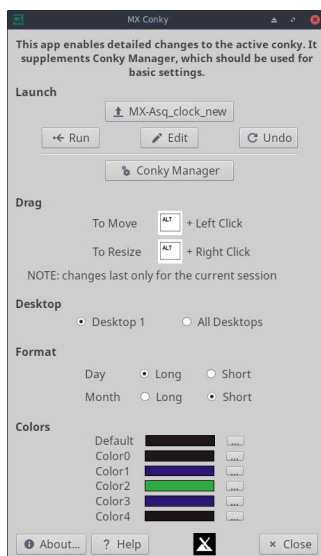 MX Conky
This app enables detailed changes to the active conky. It
supplements Conky Manager, which should be used for
basic settings.
Launch
MX-Asq_clock_new
Run Edit Undo
Conky Manager
Drag
To Move ALT + Left Click
To Resize ALT + Right Click
NOTE: changes last only for the current session
Desktop
Desktop 1 All Desktops
Format
Day Long Short
Month Long Short
Colors
Default ...
Color0 ...
Color1 ...
Color2 ...
Color3 ...
Color4 ...
About... ? Help X × Close